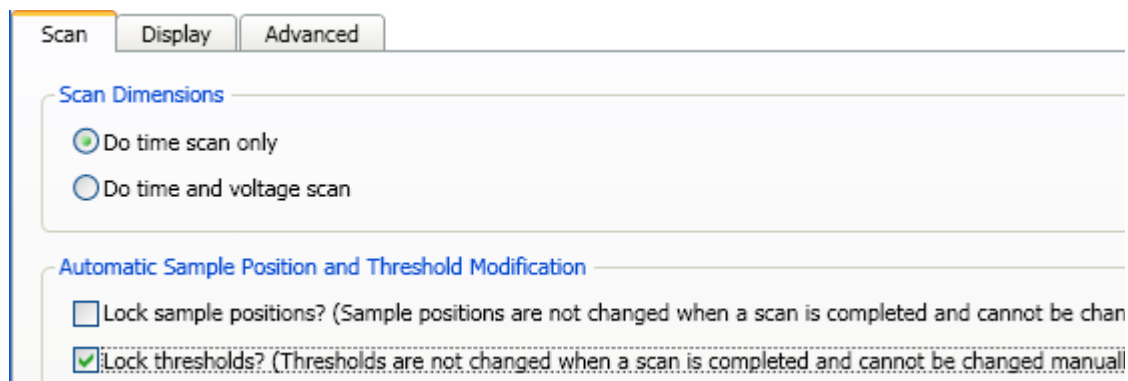 Scan Display Advanced
Scan Dimensions
Do time scan only
Do time and voltage scan
Automatic Sample Position and Threshold Modification
Lock sample positions? (Sample positions are not changed when a scan is completed and cannot be
Lock thresholds? (Thresholds are not changed when a scan is completed and cannot be changed